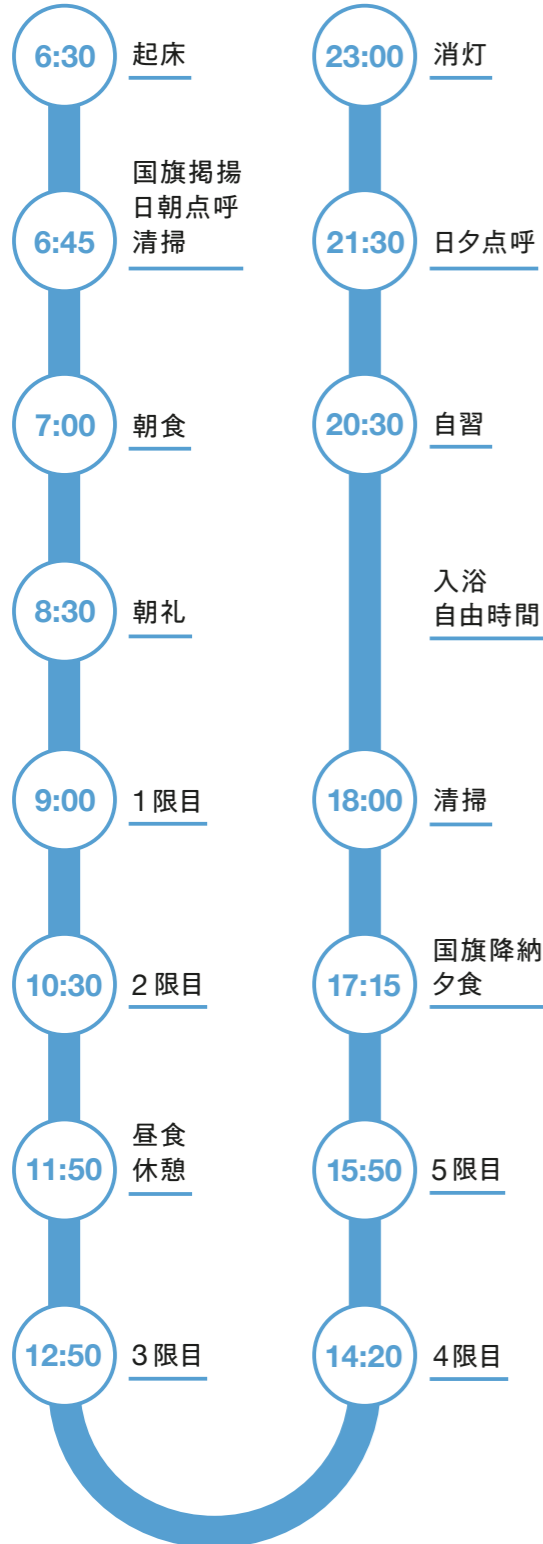 6:30 起床
国旗掲揚
日朝点呼
6:45 清掃
7:00 朝食
8:30 朝礼
9:00 1限目
10:30 2限目
昼食
11:50 休憩
12:50 3限目
14:20 4限目
15:50 5限目
国旗降納
17:15 夕食
18:00 清掃
入浴
自由時間
20:30 自習
21:30 日夕点呼
23:00 消灯